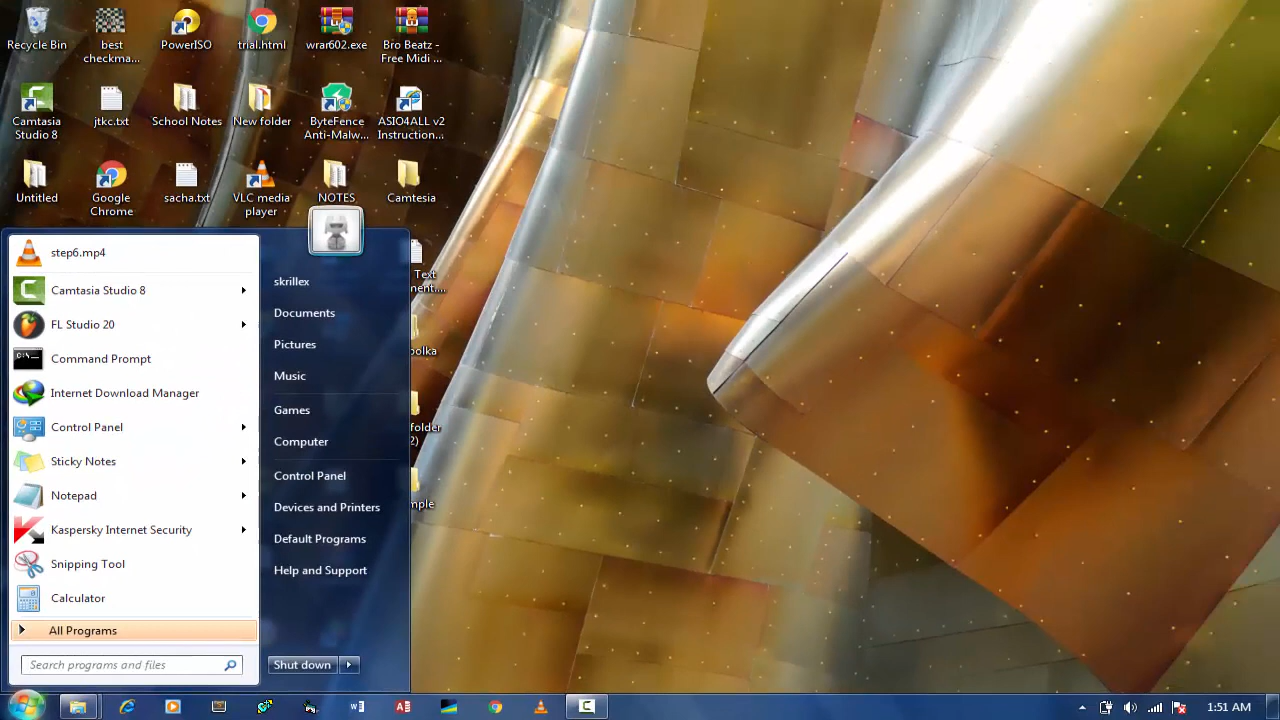 Recycle Bin
best
checkma...
PowerISO
trial.html
wrar602.exe
Bro Beatz -
Free Midi ...
Camtasia
Studio 8
jtkc.txt
School Notes
New folder
ByteFence
Anti-Malw...
ASIO4ALL v2
Instruction...
Untitled
Google
Chrome
sacha.txt
VLC media
player
NOTES
Camtesia
Text
ment....
olka
folder
2)
mple
step6.mp4
Camtasia Studio 8
FL Studio 20
Command Prompt
Internet Download Manager
Control Panel
Sticky Notes
Notepad
Kaspersky Internet Security
Snipping Tool
Calculator
All Programs
Search programs and files
skrillex
Documents
Pictures
Music
Games
Computer
Control Panel
Devices and Printers
Default Programs
Help and Support
Shut down
1:51 AM